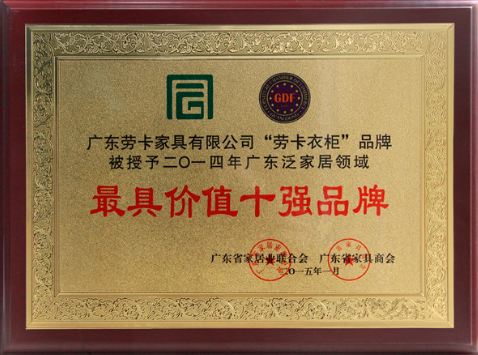 GDF
广东劳卡家具有限公司“劳卡衣柜”品牌
被授予二〇一四年广东泛家居领域
最具价值十强品牌
广东省家居业联合会 广东省家具商会
二〇一五年一月